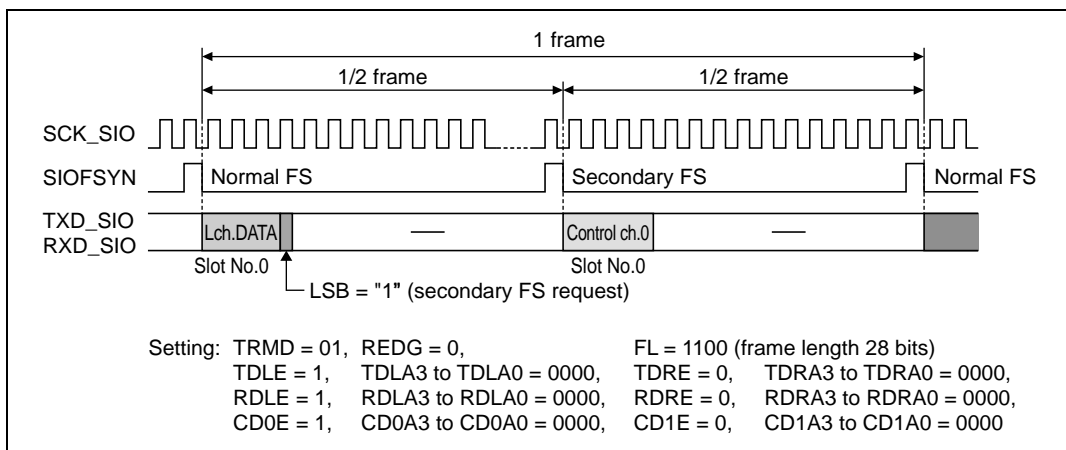 1 frame
1/2 frame 1/2 frame
SCK_SIO
SIOFSYN Normal FS Secondary FS Normal FS
TXD_SIO
RXD_SIO
Lch.DATA — Control ch.0 —
Slot No.0 Slot No.0
LSB = "1" (secondary FS request)
Setting: TRMD = 01, REDG = 0, FL = 1100 (frame length 28 bits)
TDLE = 1, TDLA3 to TDLA0 = 0000, TDRE = 0, TDRA3 to TDRA0 = 0000,
RDLE = 1, RDLA3 to RDLA0 = 0000, RDRE = 0, RDRA3 to RDRA0 = 0000,
CD0E = 1, CD0A3 to CD0A0 = 0000, CD1E = 0, CD1A3 to CD1A0 = 0000